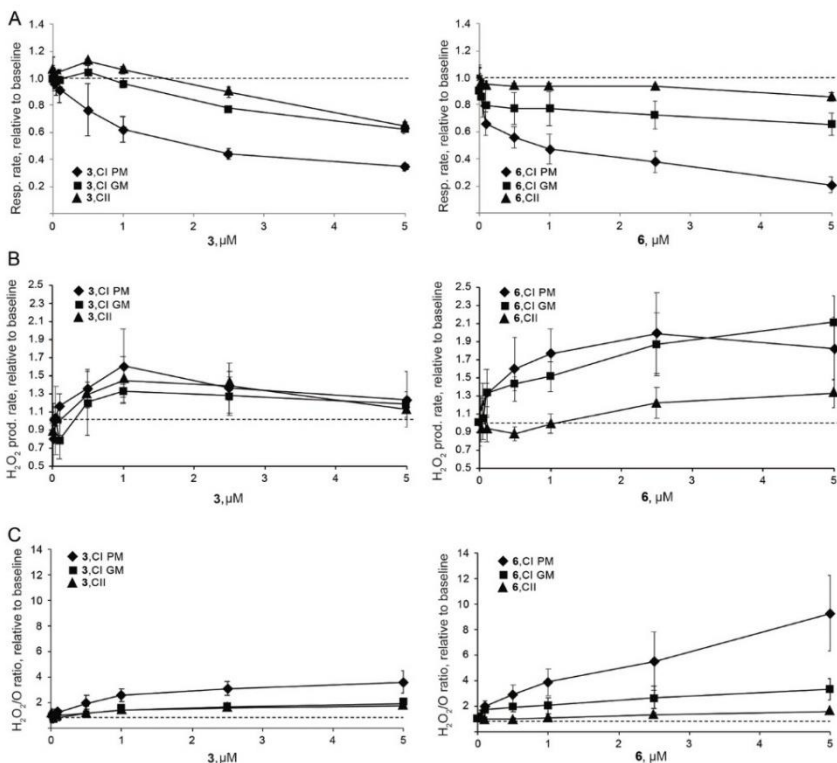 A
Resp. rate, relative to baseline
1.4
1.2
1.0
0.8
0.6
0.4
0.2
3,CI PM
3,CI GM
3,CII
0 1 2 3 4 5
3,µM
Resp. rate, relative to baseline
1.4
1.2
1.0
0.8
0.6
0.4
0.2
6,CI PM
6,CI GM
6,CII
0 1 2 3 4 5
6, µM
B
H₂O₂ prod. rate, relative to baseline
2.5
2.3
2.1
1.9
1.7
1.5
1.3
1.1
0.9
0.7
0.5
3,CI PM
3,CI GM
3,CII
0 1 2 3 4 5
3,µM
H₂O₂ prod. rate, relative to baseline
2.5
2.3
2.1
1.9
1.7
1.5
1.3
1.1
0.9
0.7
0.5
6,CI PM
6,CI GM
6,CII
0 1 2 3 4 5
6, µM
C
H₂O₂/O ratio, relative to baseline
14
12
10
8
6
4
2
3,CI PM
3,CI GM
3,CII
0 1 2 3 4 5
3,µM
H₂O₂/O ratio, relative to baseline
14
12
10
8
6
4
2
6,CI PM
6,CI GM
6,CII
0 1 2 3 4 5
6, µM